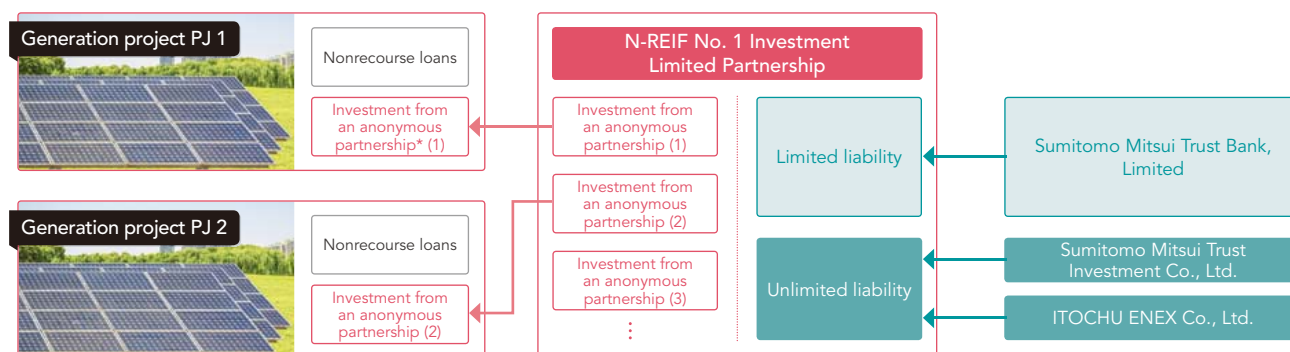 Generation project PJ 1
Nonrecourse loans
Investment from
an anonymous
partnership* (1)
Generation project PJ 2
Nonrecourse loans
Investment from
an anonymous
partnership (2)
N-REIF No. 1 Investment
Limited Partnership
Investment from
an anonymous
partnership (1)
Investment from
an anonymous
partnership (2)
Investment from
an anonymous
partnership (3)
⋮
Limited liability
Unlimited liability
Sumitomo Mitsui Trust Bank,
Limited
Sumitomo Mitsui Trust
Investment Co., Ltd.
ITOCHU ENEX Co., Ltd.